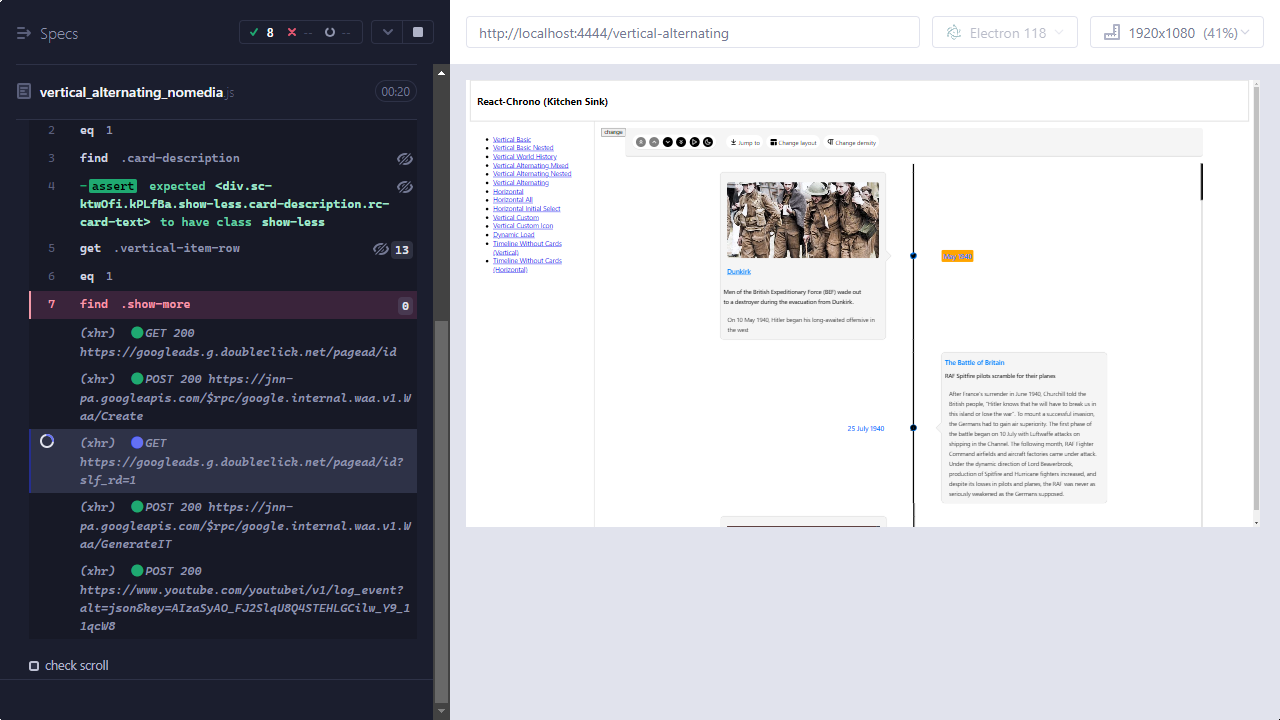 Specs
8 -- --
vertical_alternating_nomedia.js
00:20
2 eq 1
3 find .card-description
4 -assert expected <div.sc-
ktwOfi.kPLfBa.show-less.card-description.rc-
card-text> to have class show-less
5 get .vertical-item-row 13
6 eq 1
7 find .show-more 0
(xhr) GET 200
https://googleads.g.doubleclick.net/pagead/id
(xhr) POST 200 https://jnn-
pa.googleapis.com/$rpc/google.internal.waa.v1.W
aa/Create
(xhr) GET
https://googleads.g.doubleclick.net/pagead/id?
slf_rd=1
(xhr) POST 200 https://jnn-
pa.googleapis.com/$rpc/google.internal.waa.v1.W
aa/GenerateIT
(xhr) POST 200
https://www.youtube.com/youtubei/v1/log_event?
alt=json&key=AIzaSyAO_FJ2SlqU8Q4STEHLGCilw_Y9_1
1qcW8
check scroll
http://localhost:4444/vertical-alternating
Electron 118
1920x1080 (41%)
React-Chrono (Kitchen Sink)
Vertical Basic
Vertical Basic Nested
Vertical World History
Vertical Alternating Mixed
Vertical Alternating Nested
Vertical Alternating
Horizontal
Horizontal All
Horizontal Initial Select
Vertical Custom
Vertical Custom Icon
Dynamic Load
Timeline Without Cards
(Vertical)
Timeline Without Cards
(Horizontal)
change
Jump to
Change layout
Change density
Dunkirk
Men of the British Expeditionary Force (BEF) wade out
to a destroyer during the evacuation from Dunkirk.
On 10 May 1940, Hitler began his long-awaited offensive in
the west
May 1940
25 July 1940
The Battle of Britain
RAF Spitfire pilots scramble for their planes
After France's surrender in June 1940, Churchill told the
British people, "Hitler knows that he will have to break us in
this island or lose the war". To mount a successful invasion,
the Germans had to gain air superiority. The first phase of
the battle began on 10 July with Luftwaffe attacks on
shipping in the Channel. The following month, RAF Fighter
Command airfields and aircraft factories came under attack.
Under the dynamic direction of Lord Beaverbrook,
production of Spitfire and Hurricane fighters increased, and
despite its losses in pilots and planes, the RAF was never as
seriously weakened as the Germans supposed.